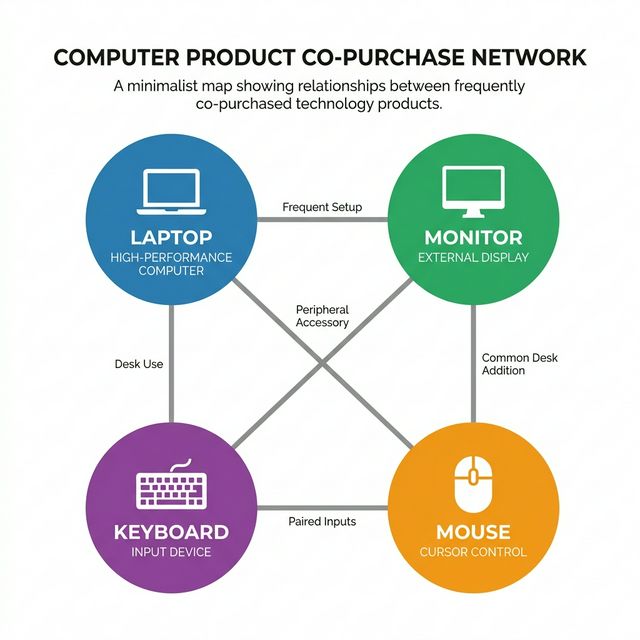 COMPUTER PRODUCT CO-PURCHASE NETWORK
A minimalist map showing relationships between frequently
co-purchased technology products.
LAPTOP
HIGH-PERFORMANCE
COMPUTER
Frequent Setup
MONITOR
EXTERNAL DISPLAY
Peripheral
Accessory
Desk Use
Common Desk
Addition
KEYBOARD
INPUT DEVICE
Paired Inputs
MOUSE
CURSOR CONTROL